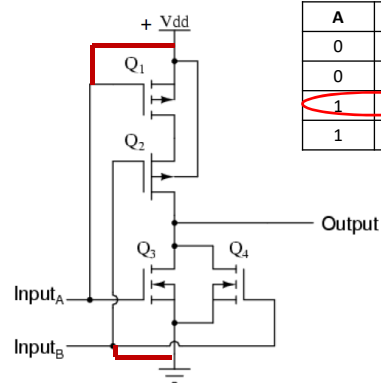 + Vdd
A
0
0
1
1
Q1
Q2
Q3
Q4
Output
InputA
InputB